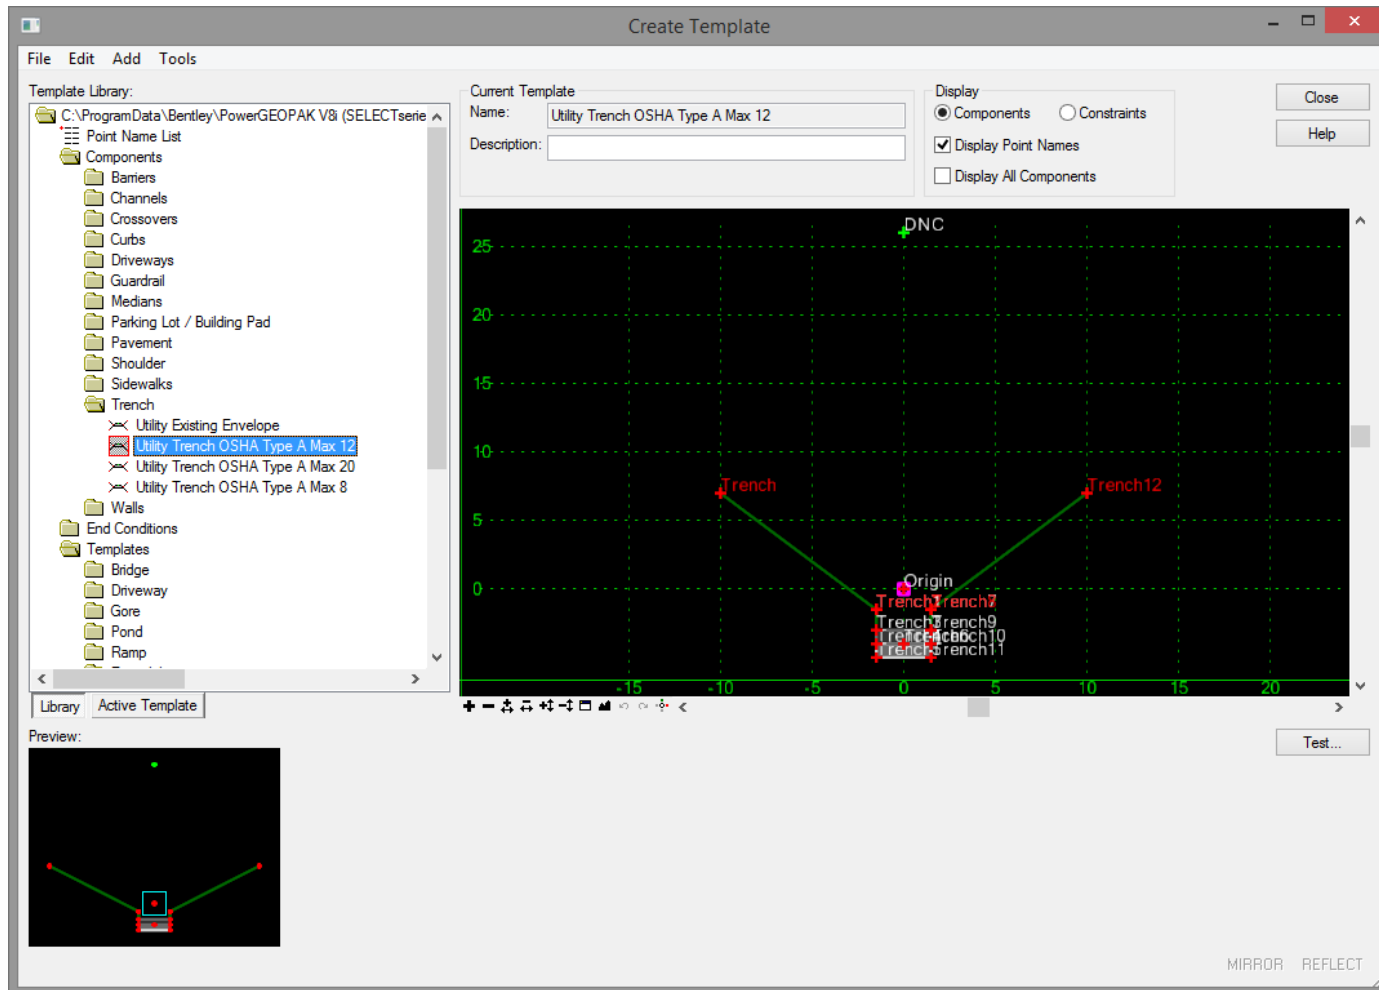 Create Template
File Edit Add Tools
Template Library:
C:\ProgramData\Bentley\PowerGEOPAK V8i (SELECTserie
Point Name List
Components
Barriers
Channels
Crossovers
Curbs
Driveways
Guardrail
Medians
Parking Lot / Building Pad
Pavement
Shoulder
Sidewalks
Trench
Utility Existing Envelope
Utility Trench OSHA Type A Max 12
Utility Trench OSHA Type A Max 20
Utility Trench OSHA Type A Max 8
Walls
End Conditions
Templates
Bridge
Driveway
Gore
Pond
Ramp
Library Active Template
Current Template
Name: Utility Trench OSHA Type A Max 12
Description:
Display
Components Constraints
Display Point Names
Display All Components
Close
Help
DNC
25
20
15
10
Trench Trench12
5
Origin
0
Trench9
Trench11
-15 -10 -5 0 5 10 15 20
Preview:
Test...
MIRROR REFLECT